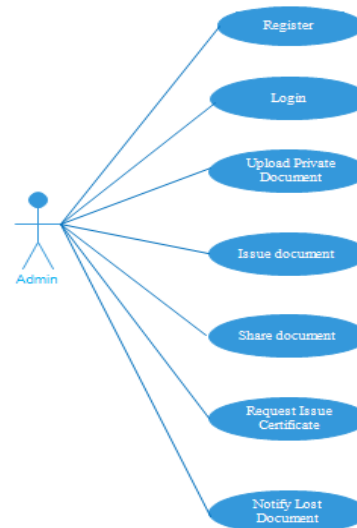 Register
Login
Upload Private
Document
Admin
Issue document
Share document
Request Issue
Certificate
Notify Lost
Document